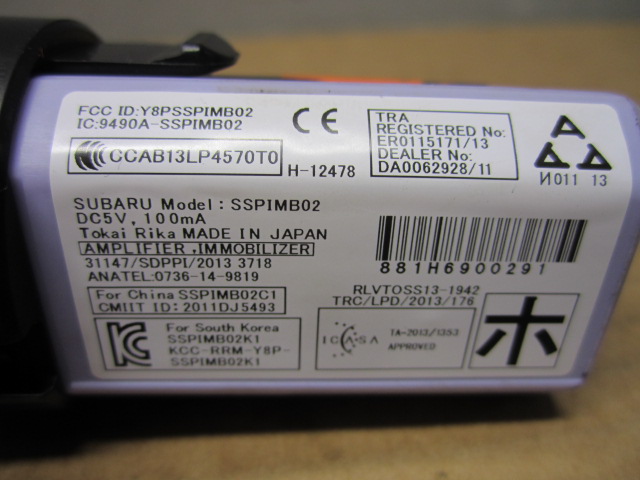 FCC ID:Y8PSSPIMB02
IC:9490A-SSPIMB02
CE
CCC
CCAB13LP4570T0
H-12478
TRA
REGISTERED No:
ER0115171/13
DEALER No:
DA0062928/11
И011 13
SUBARU Model: SSPIMB02
DC5V, 100mA
Tokai Rika MADE IN JAPAN
AMPLIFIER,IMMOBILIZER
31147/SDPPI/2013 3718
ANATEL:0736-14-9819
881H6900291
For China SSPIMB02C1
CMIIT ID: 2011DJ5493
RLVTOSS13-1942
TRC/LPD/2013/176
For South Korea
SSPIMB02K1
KCC-RRM-Y8P-
SSPIMB02K1
ICASA
TA-2013/1353
APPROVED
ホ